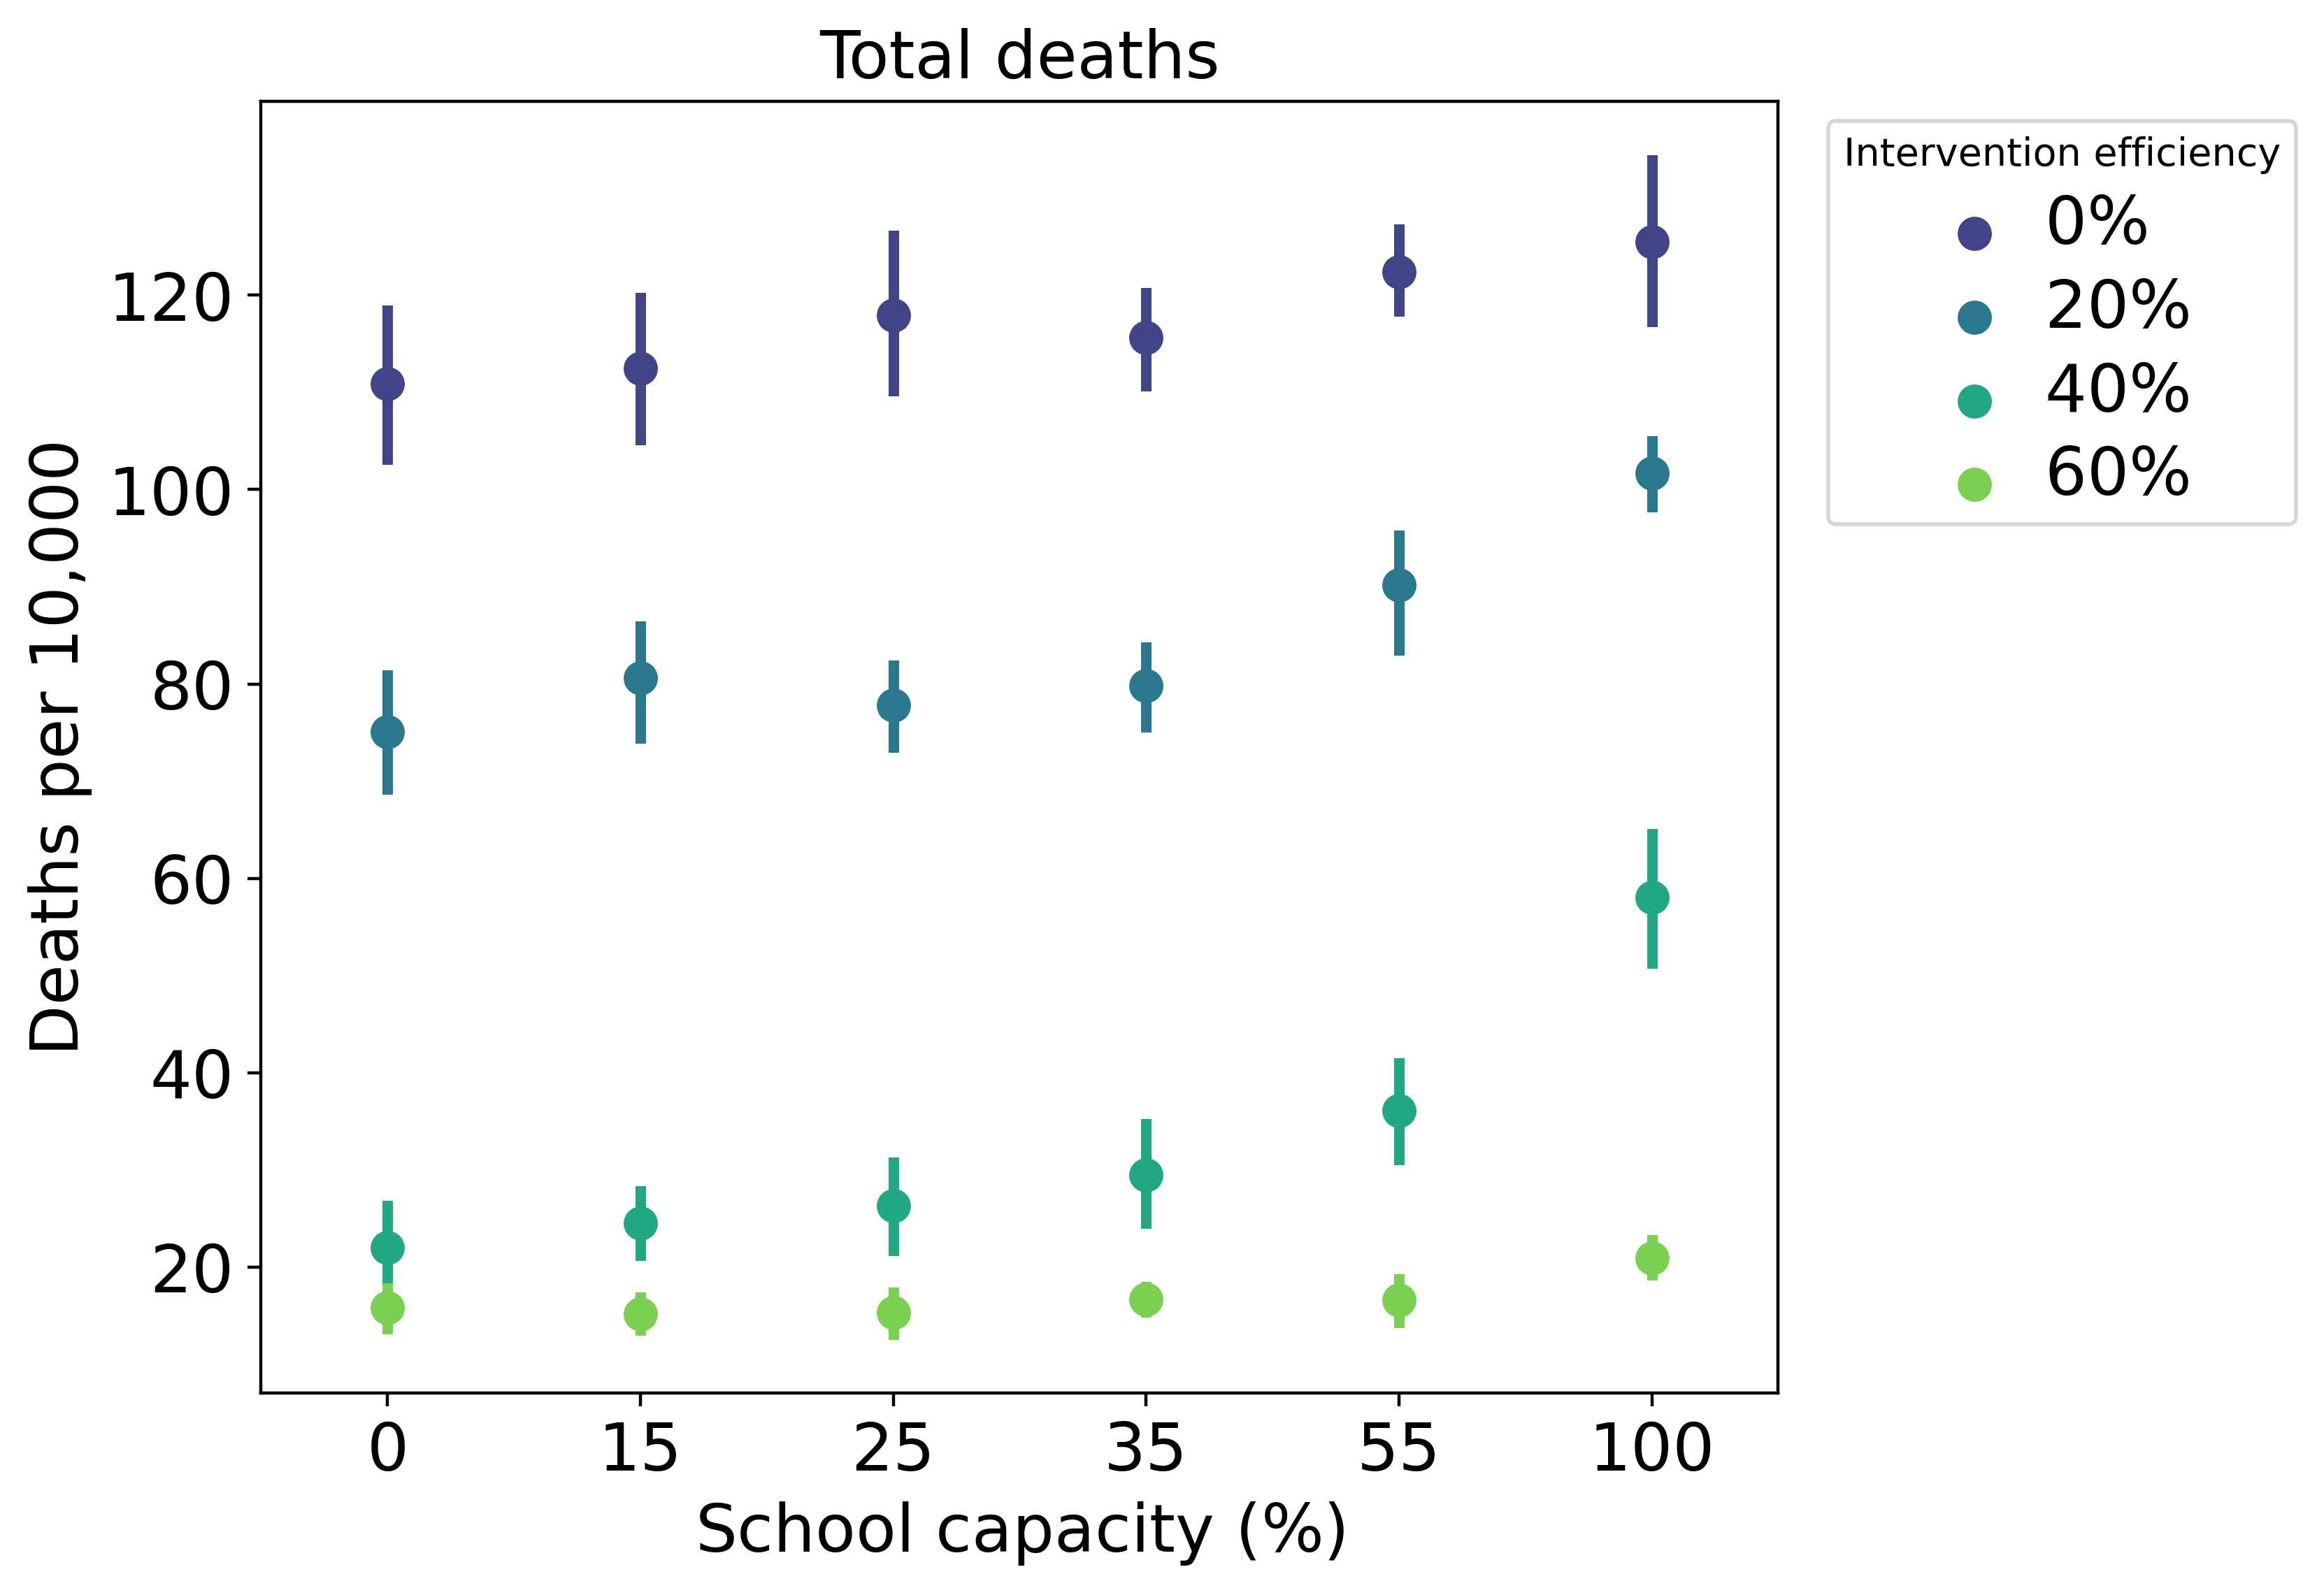 Total deaths
Deaths per 10,000
120
100
80
60
40
20
0 15 25 35 55 100
School capacity (%)
Intervention efficiency
0%
20%
40%
60%